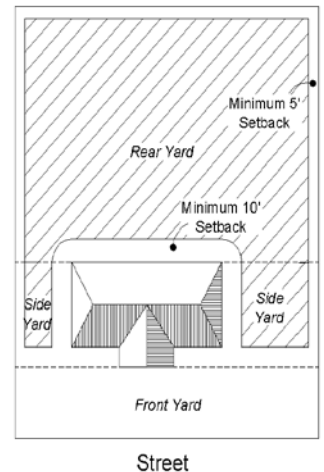 Minimum 5'
Setback
Rear Yard
Minimum 10'
Setback
Side
Yard
Side
Yard
Front Yard
Street